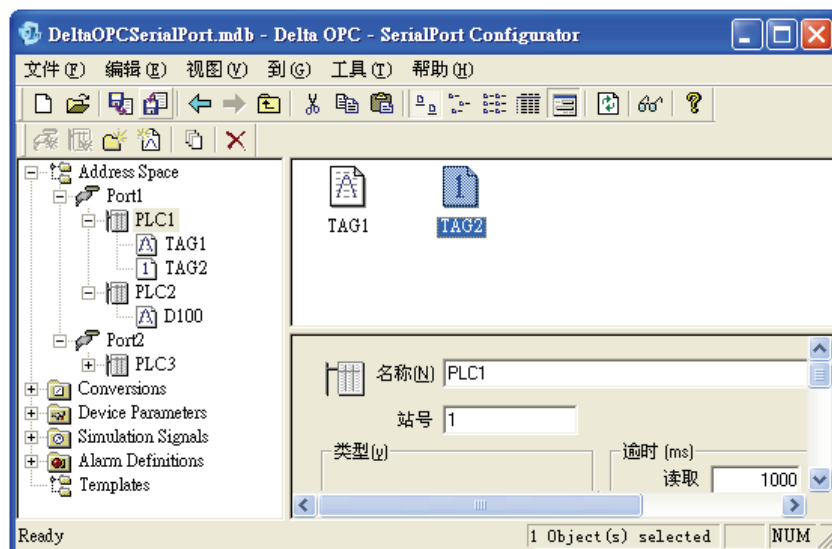 DeltaOPCSerialPort.mdb - Delta OPC - SerialPort Configurator
文件(F) 编辑(E) 视图(V) 到(G) 工具(T) 帮助(H)
Address Space
Port1
PLC1
TAG1
TAG2
PLC2
D100
Port2
PLC3
Conversions
Device Parameters
Simulation Signals
Alarm Definitions
Templates
TAG1 TAG2
名称(N) PLC1
站号 1
类型(y) 逾时 (ms)
读取 1000
Ready 1 Object(s) selected NUM